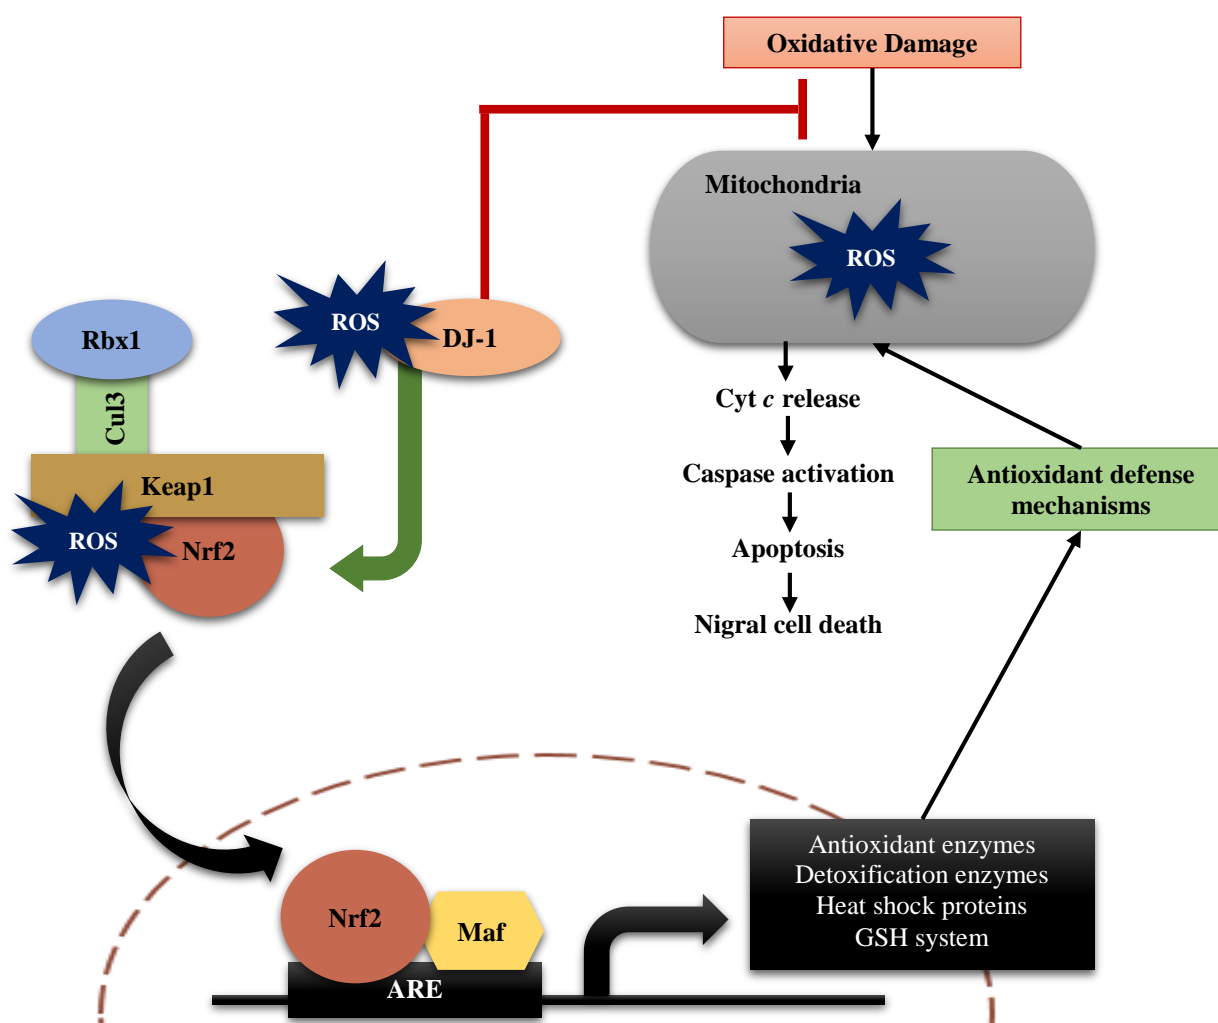 Oxidative Damage
Mitochondria
ROS
ROS
DJ-1
Rbx1
Cul3
Keap1
ROS
Nrf2
Cyt c release
Caspase activation
Apoptosis
Nigral cell death
Antioxidant defense
mechanisms
Antioxidant enzymes
Detoxification enzymes
Heat shock proteins
GSH system
Nrf2
Maf
ARE